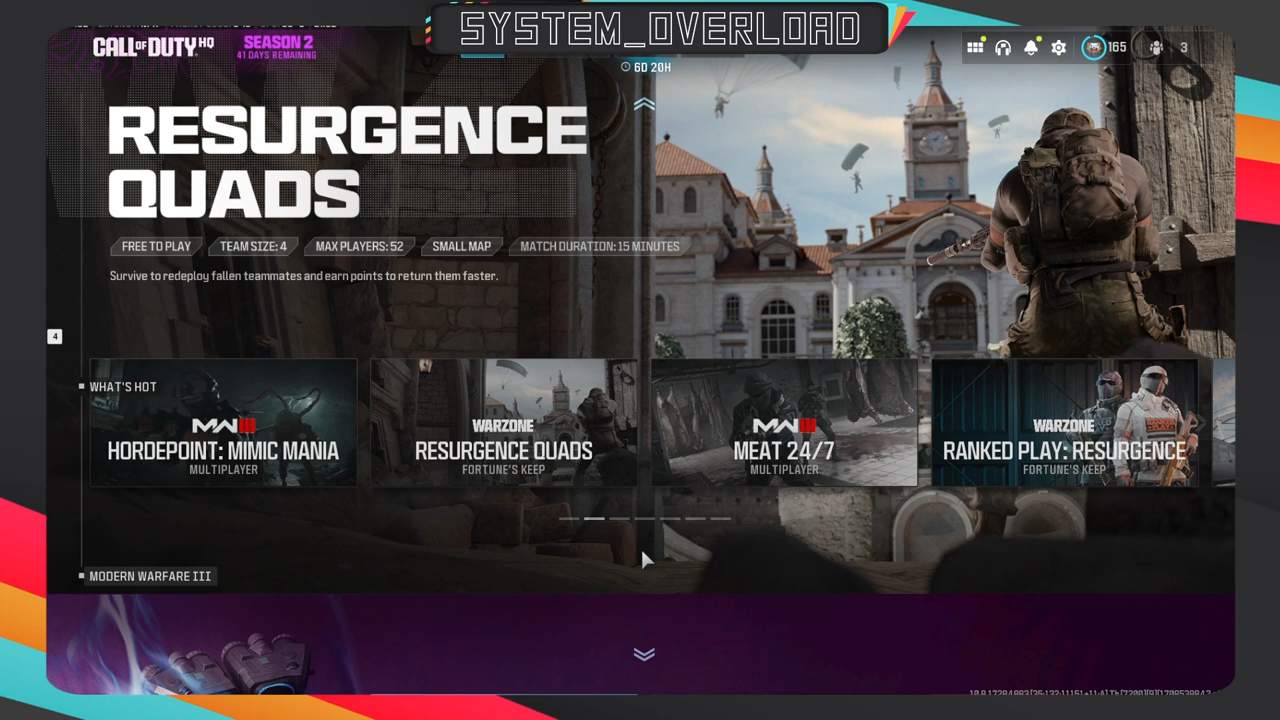 SYSTEM_OVERLOAD
CALL OF DUTY HQ
SEASON 2
41 DAYS REMAINING
165
3
6D 20H
RESURGENCE
QUADS
FREE TO PLAY
TEAM SIZE: 4
MAX PLAYERS: 52
SMALL MAP
MATCH DURATION: 15 MINUTES
Survive to redeploy fallen teammates and earn points to return them faster.
4
WHAT'S HOT
MWIII
HORDEPOINT: MIMIC MANIA
MULTIPLAYER
WARZONE
RESURGENCE QUADS
FORTUNE'S KEEP
MWIII
MEAT 24/7
MULTIPLAYER
WARZONE
RANKED PLAY: RESURGENCE
FORTUNE'S KEEP
MODERN WARFARE III